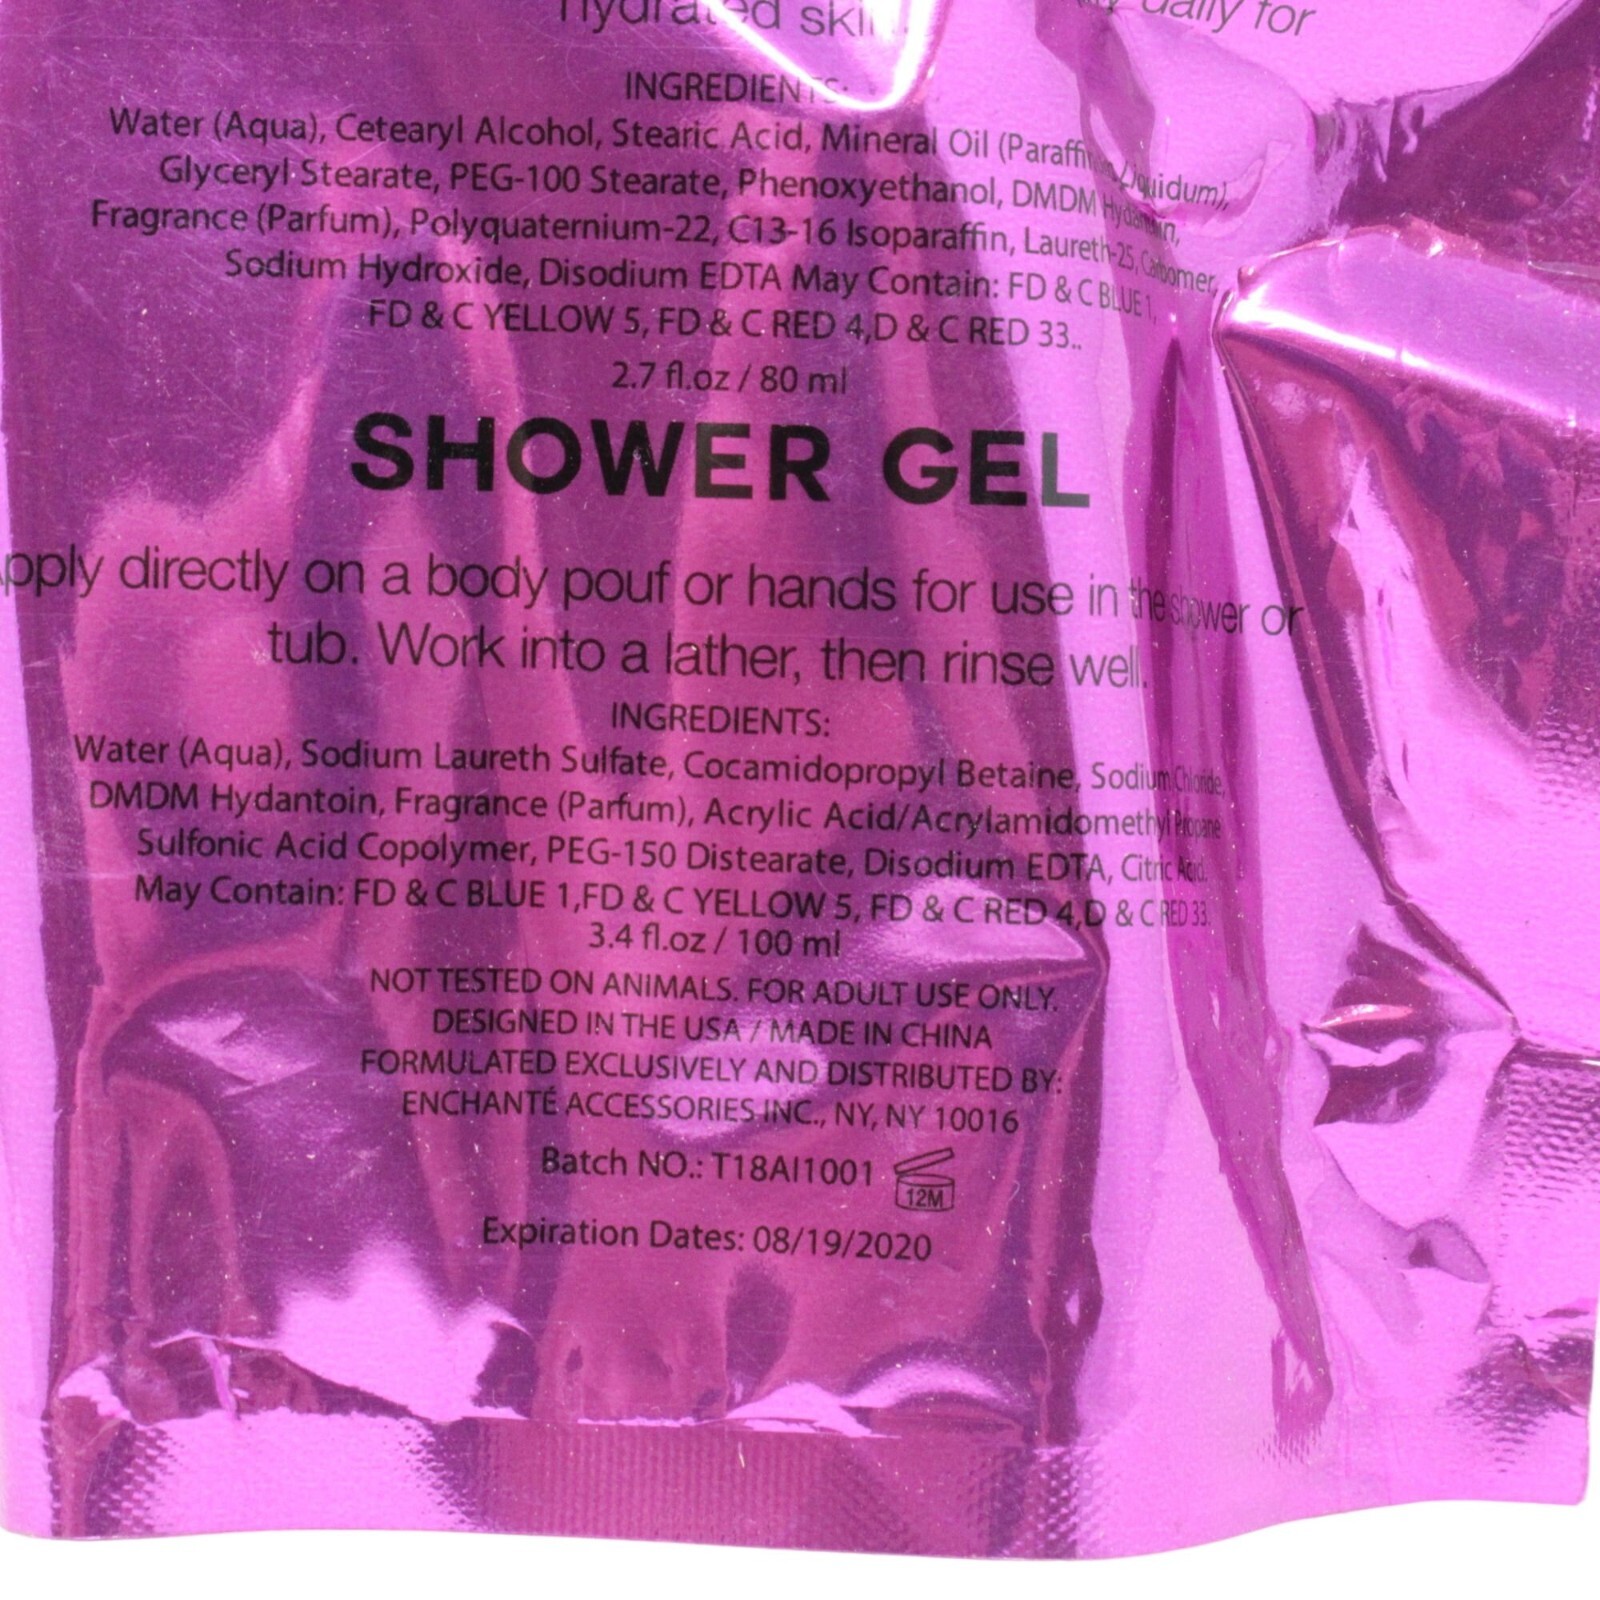 hydrated skin. daily for
INGREDIENTS:
Water (Aqua), Cetearyl Alcohol, Stearic Acid, Mineral Oil (Paraffinum Liquidum),
Glyceryl Stearate, PEG-100 Stearate, Phenoxyethanol, DMDM Hydantoin,
Fragrance (Parfum), Polyquaternium-22, C13-16 Isoparaffin, Laureth-25, Carbomer,
Sodium Hydroxide, Disodium EDTA May Contain: FD & C BLUE 1,
FD & C YELLOW 5, FD & C RED 4,D & C RED 33..
2.7 fl.oz / 80 ml
SHOWER GEL
Apply directly on a body pouf or hands for use in the shower or
tub. Work into a lather, then rinse well.
INGREDIENTS:
Water (Aqua), Sodium Laureth Sulfate, Cocamidopropyl Betaine, Sodium Chloride,
DMDM Hydantoin, Fragrance (Parfum), Acrylic Acid/Acrylamidomethyl Propane
Sulfonic Acid Copolymer, PEG-150 Distearate, Disodium EDTA, Citric Acid.
May Contain: FD & C BLUE 1,FD & C YELLOW 5, FD & C RED 4,D & C RED 33.
3.4 fl.oz / 100 ml
NOT TESTED ON ANIMALS. FOR ADULT USE ONLY.
DESIGNED IN THE USA / MADE IN CHINA
FORMULATED EXCLUSIVELY AND DISTRIBUTED BY:
ENCHANTÉ ACCESSORIES INC., NY, NY 10016
Batch NO.: T18AI1001 12M
Expiration Dates: 08/19/2020